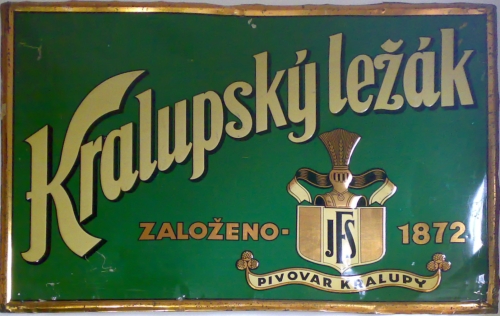 Kralupský ležák
ZALOŽENO - 1872
JFS
PIVOVAR KRALUPY